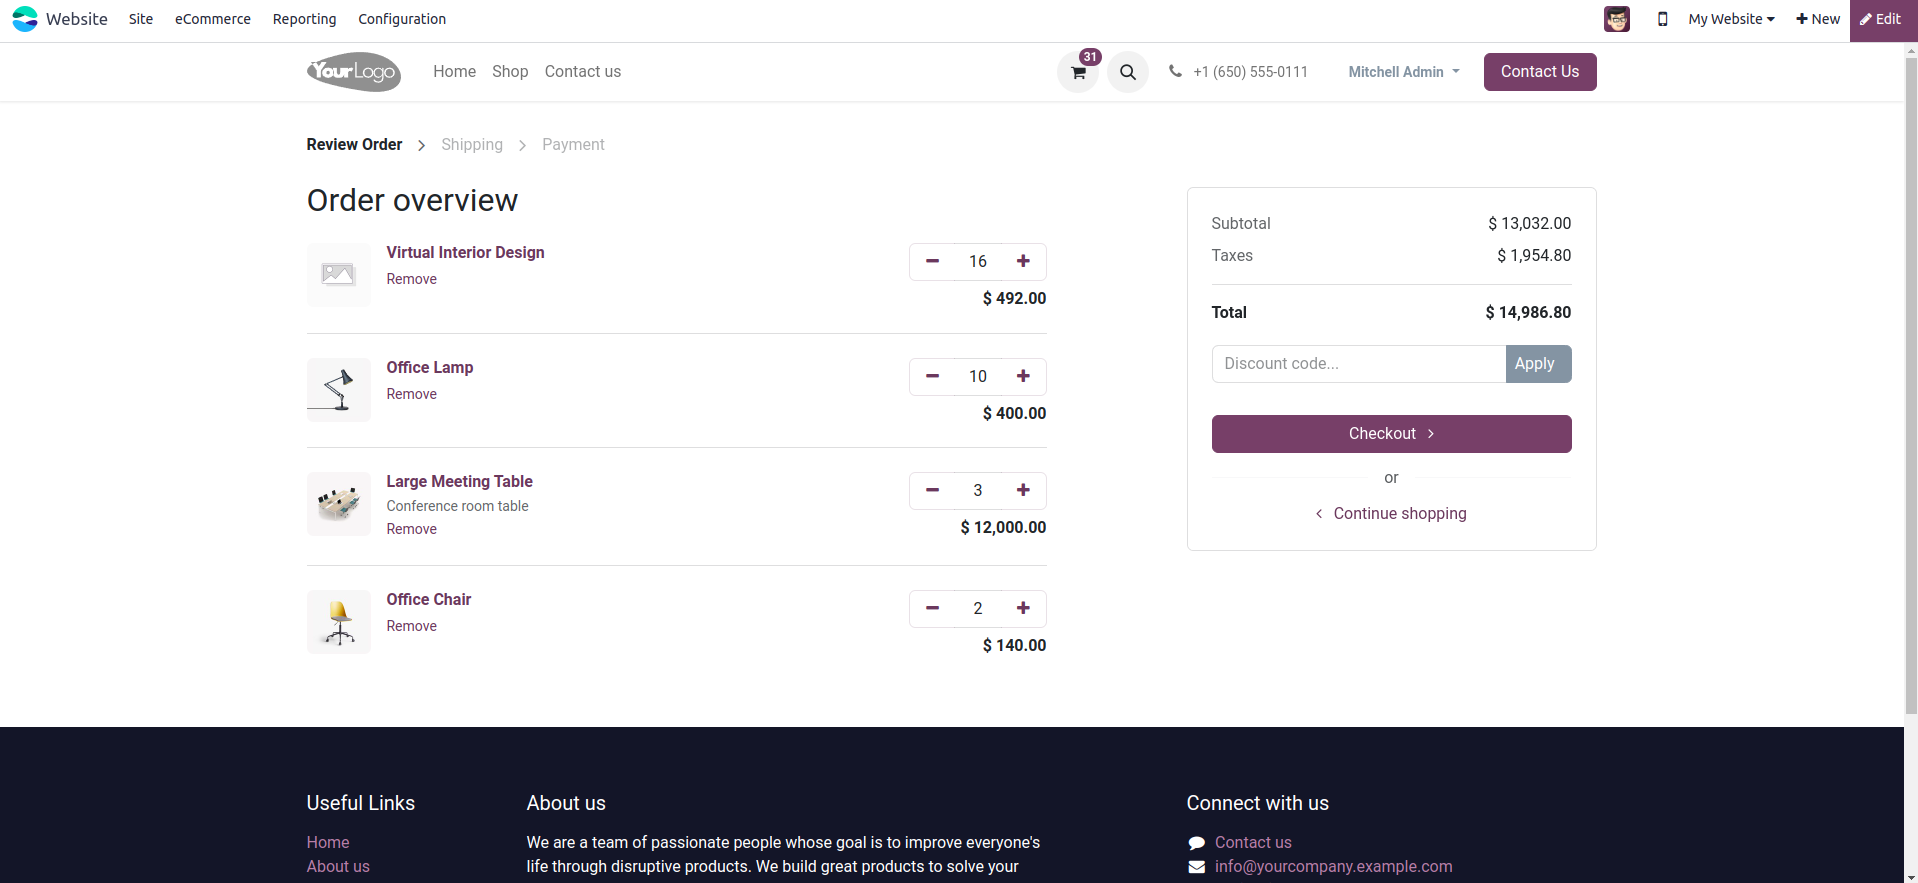 Website Site eCommerce Reporting Configuration My Website New Edit
YourLogo Home Shop Contact us 31 +1 (650) 555-0111 Mitchell Admin Contact Us
Review Order Shipping Payment
Order overview
Virtual Interior Design
Remove
16
$ 492.00
Office Lamp
Remove
10
$ 400.00
Large Meeting Table
Conference room table
Remove
3
$ 12,000.00
Office Chair
Remove
2
$ 140.00
Subtotal $ 13,032.00
Taxes $ 1,954.80
Total $ 14,986.80
Discount code... Apply
Checkout
or
Continue shopping
Useful Links
Home
About us
About us
We are a team of passionate people whose goal is to improve everyone's
life through disruptive products. We build great products to solve your
Connect with us
Contact us
info@yourcompany.example.com